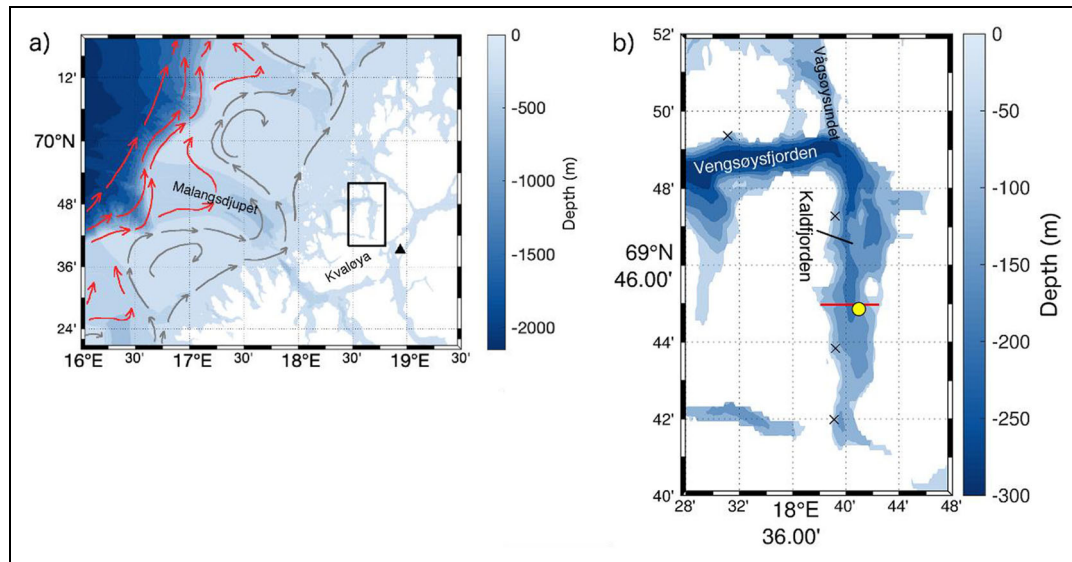 a)
12'
70°N
48'
36'
24'
16°E
30'
17°E
30'
18°E
30'
19°E
30'
Malangsdjupet
Kvaløya
0
-500
-1000
-1500
-2000
Depth (m)
b)
52'
50'
48'
69°N
46.00'
44'
42'
40'
28'
32'
18°E
36.00'
40'
44'
48'
Vågsøysundet
Vengsøysfjorden
Kaldfjorden
0
-50
-100
-150
-200
-250
-300
Depth (m)